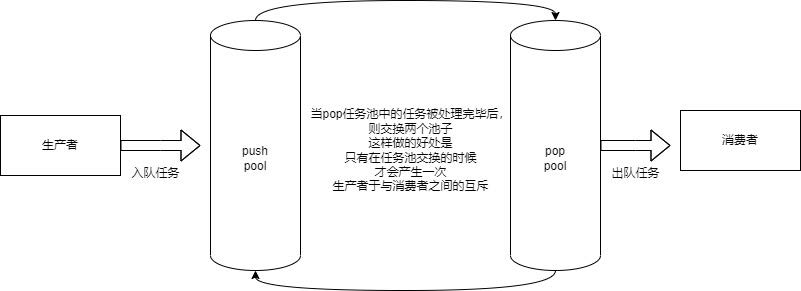 生产者
入队任务
push
pool
当pop任务池中的任务被处理完毕后，
则交换两个池子
这样做的好处是
只有在任务池交换的时候
才会产生一次
生产者于与消费者之间的互斥
pop
pool
出队任务
消费者